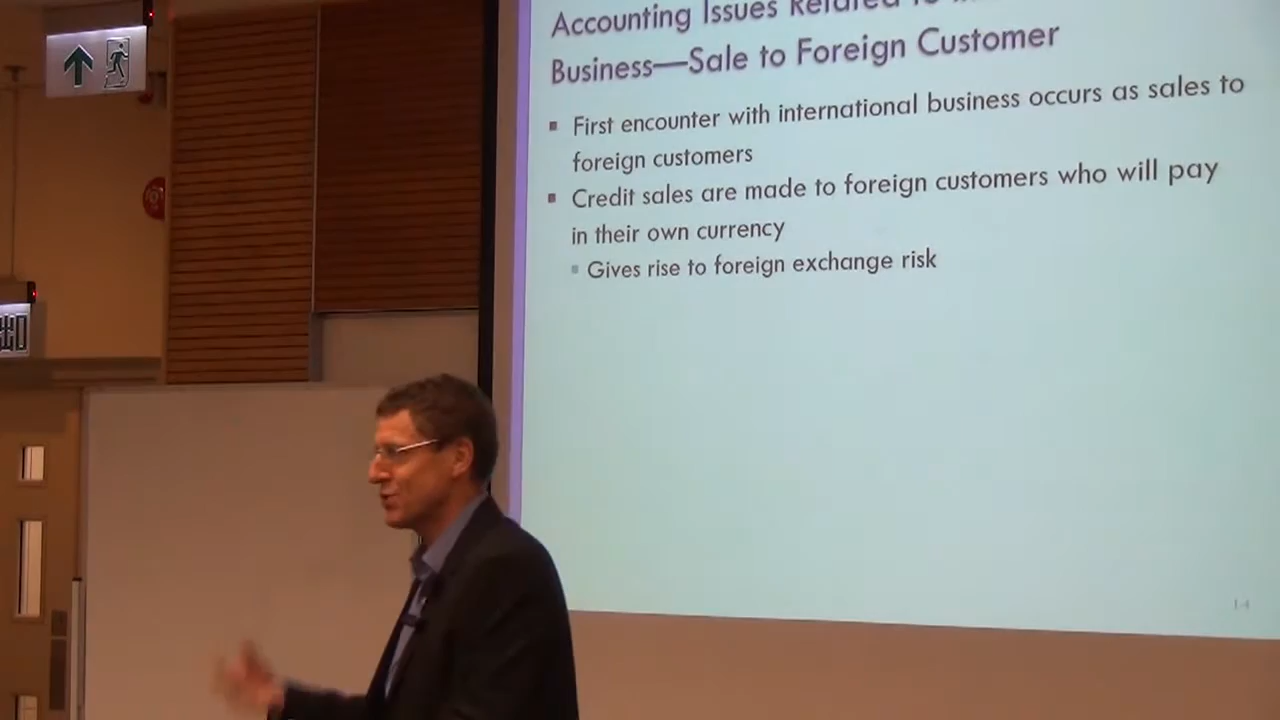 Accounting Issues Related to
Business—Sale to Foreign Customer
▪ First encounter with international business occurs as sales to
foreign customers
▪ Credit sales are made to foreign customers who will pay
in their own currency
▪ Gives rise to foreign exchange risk
1-4